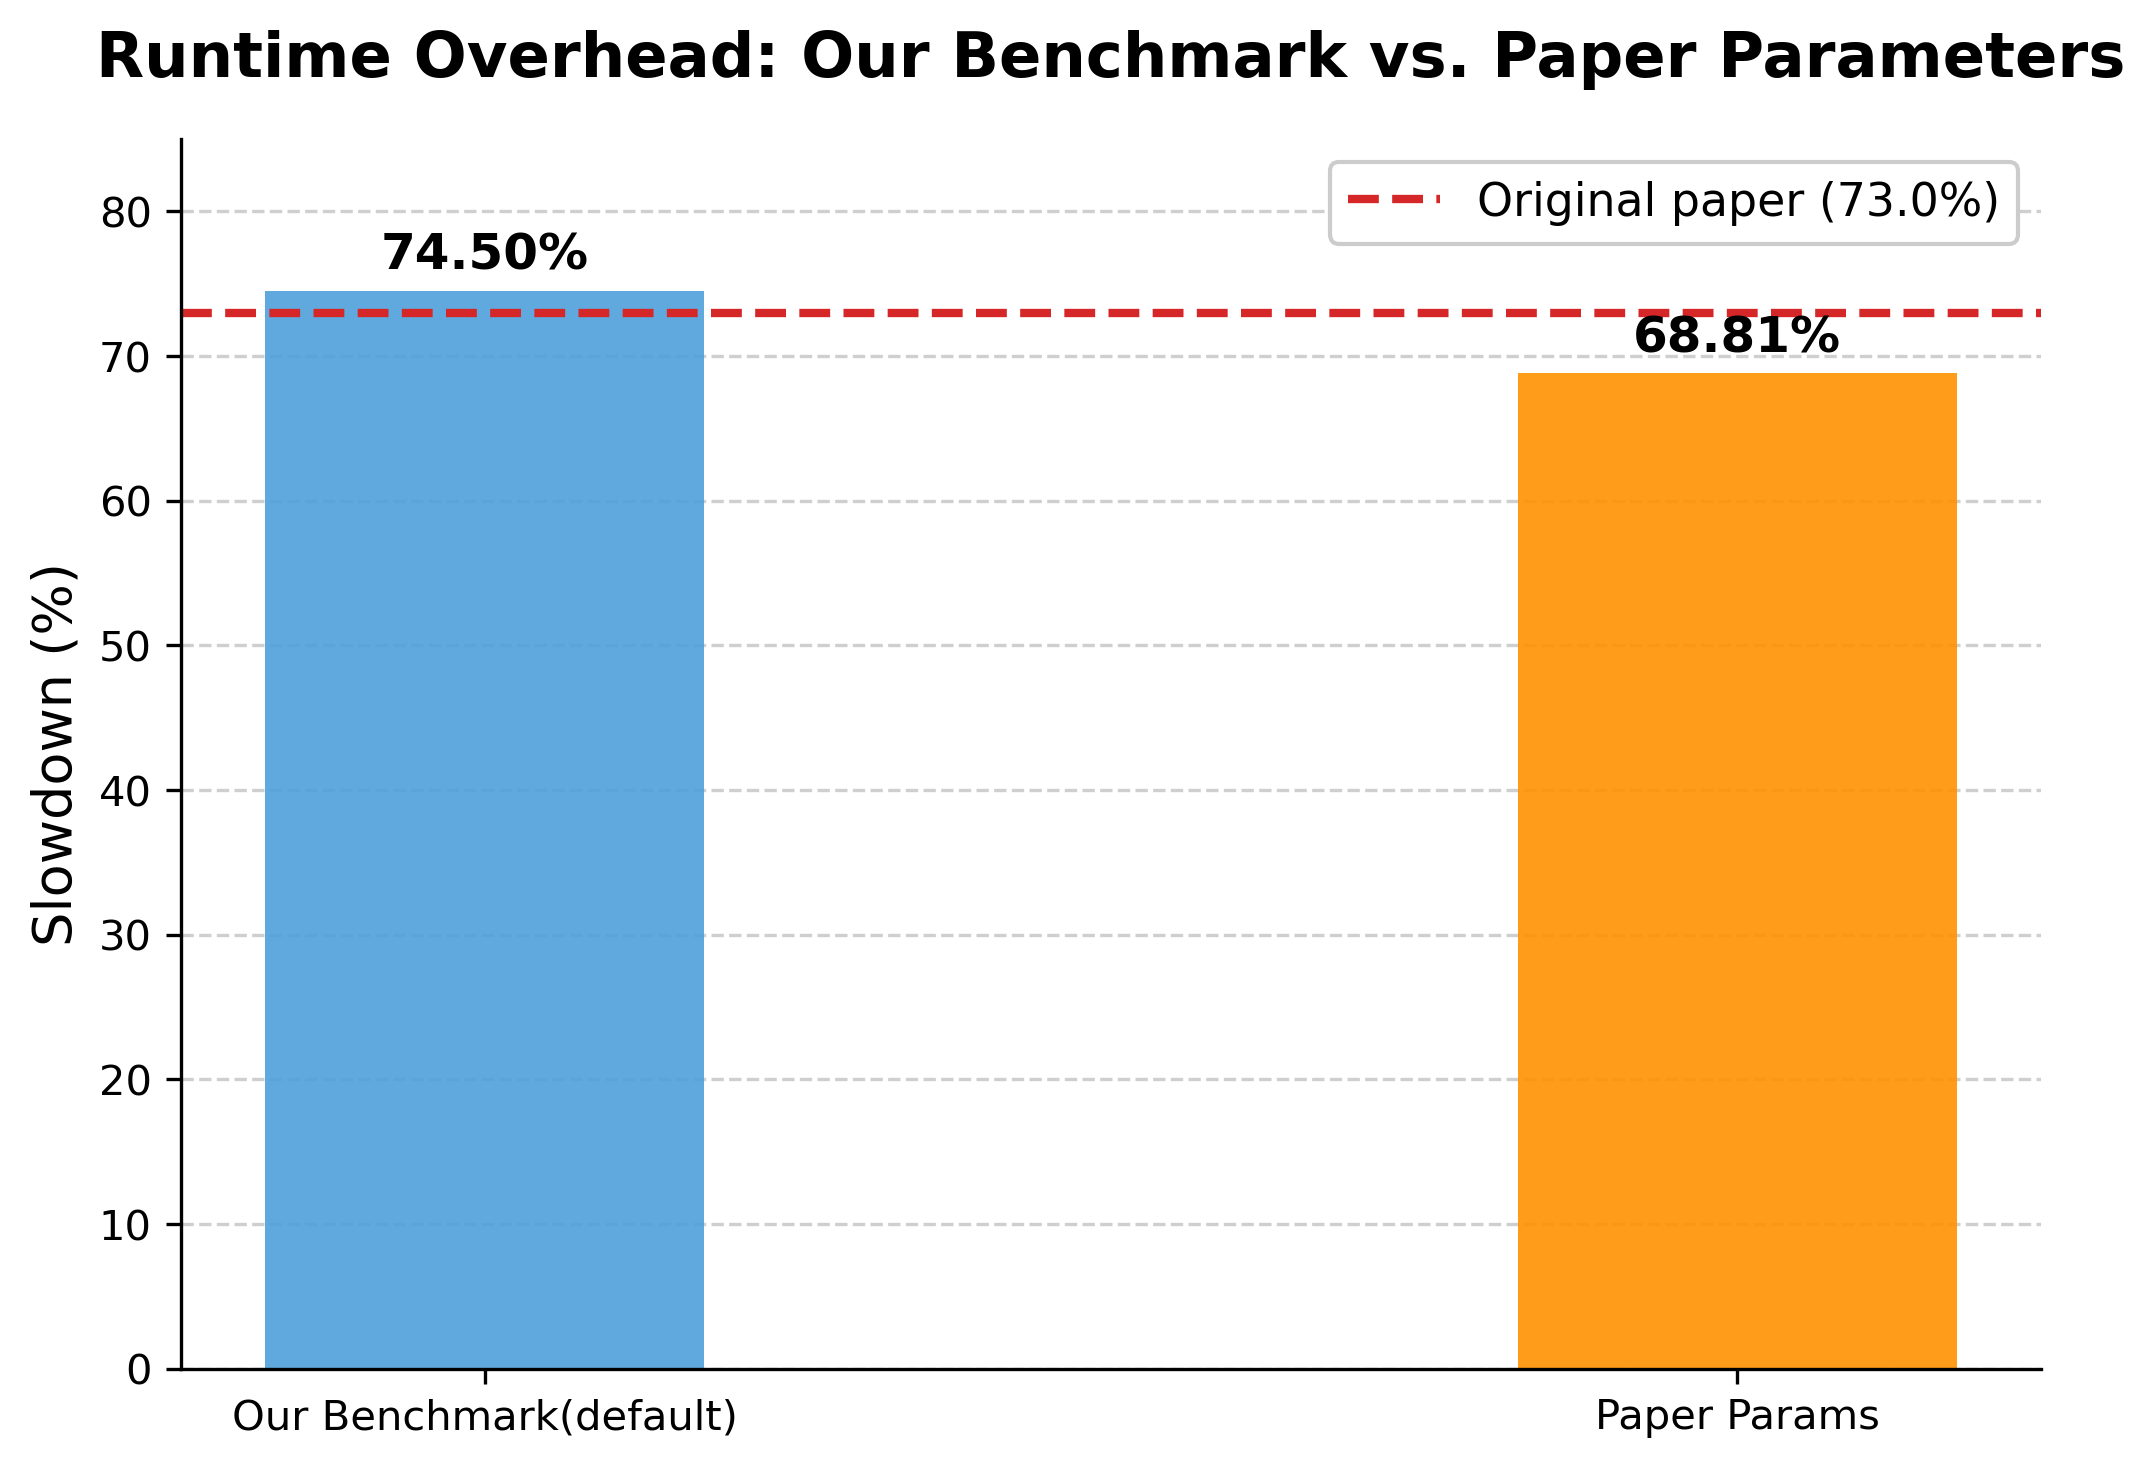 Runtime Overhead: Our Benchmark vs. Paper Parameters
Original paper (73.0%)
74.50%
68.81%
Slowdown (%)
80
70
60
50
40
30
20
10
0
Our Benchmark(default)
Paper Params